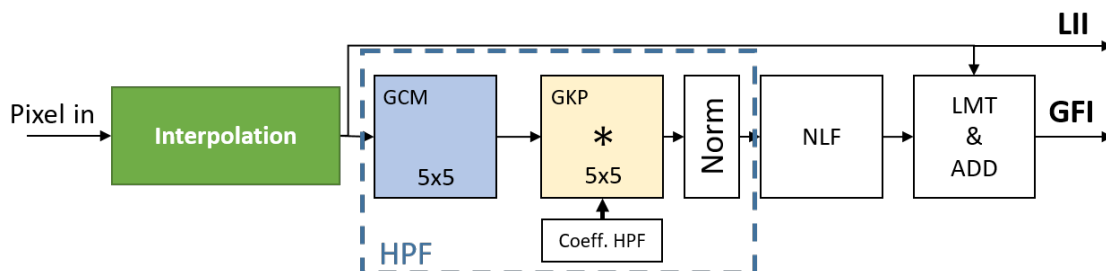 LII
Pixel in
Interpolation
GCM
5x5
GKP
*
5x5
Norm
NLF
LMT
&
ADD
GFI
Coeff. HPF
HPF